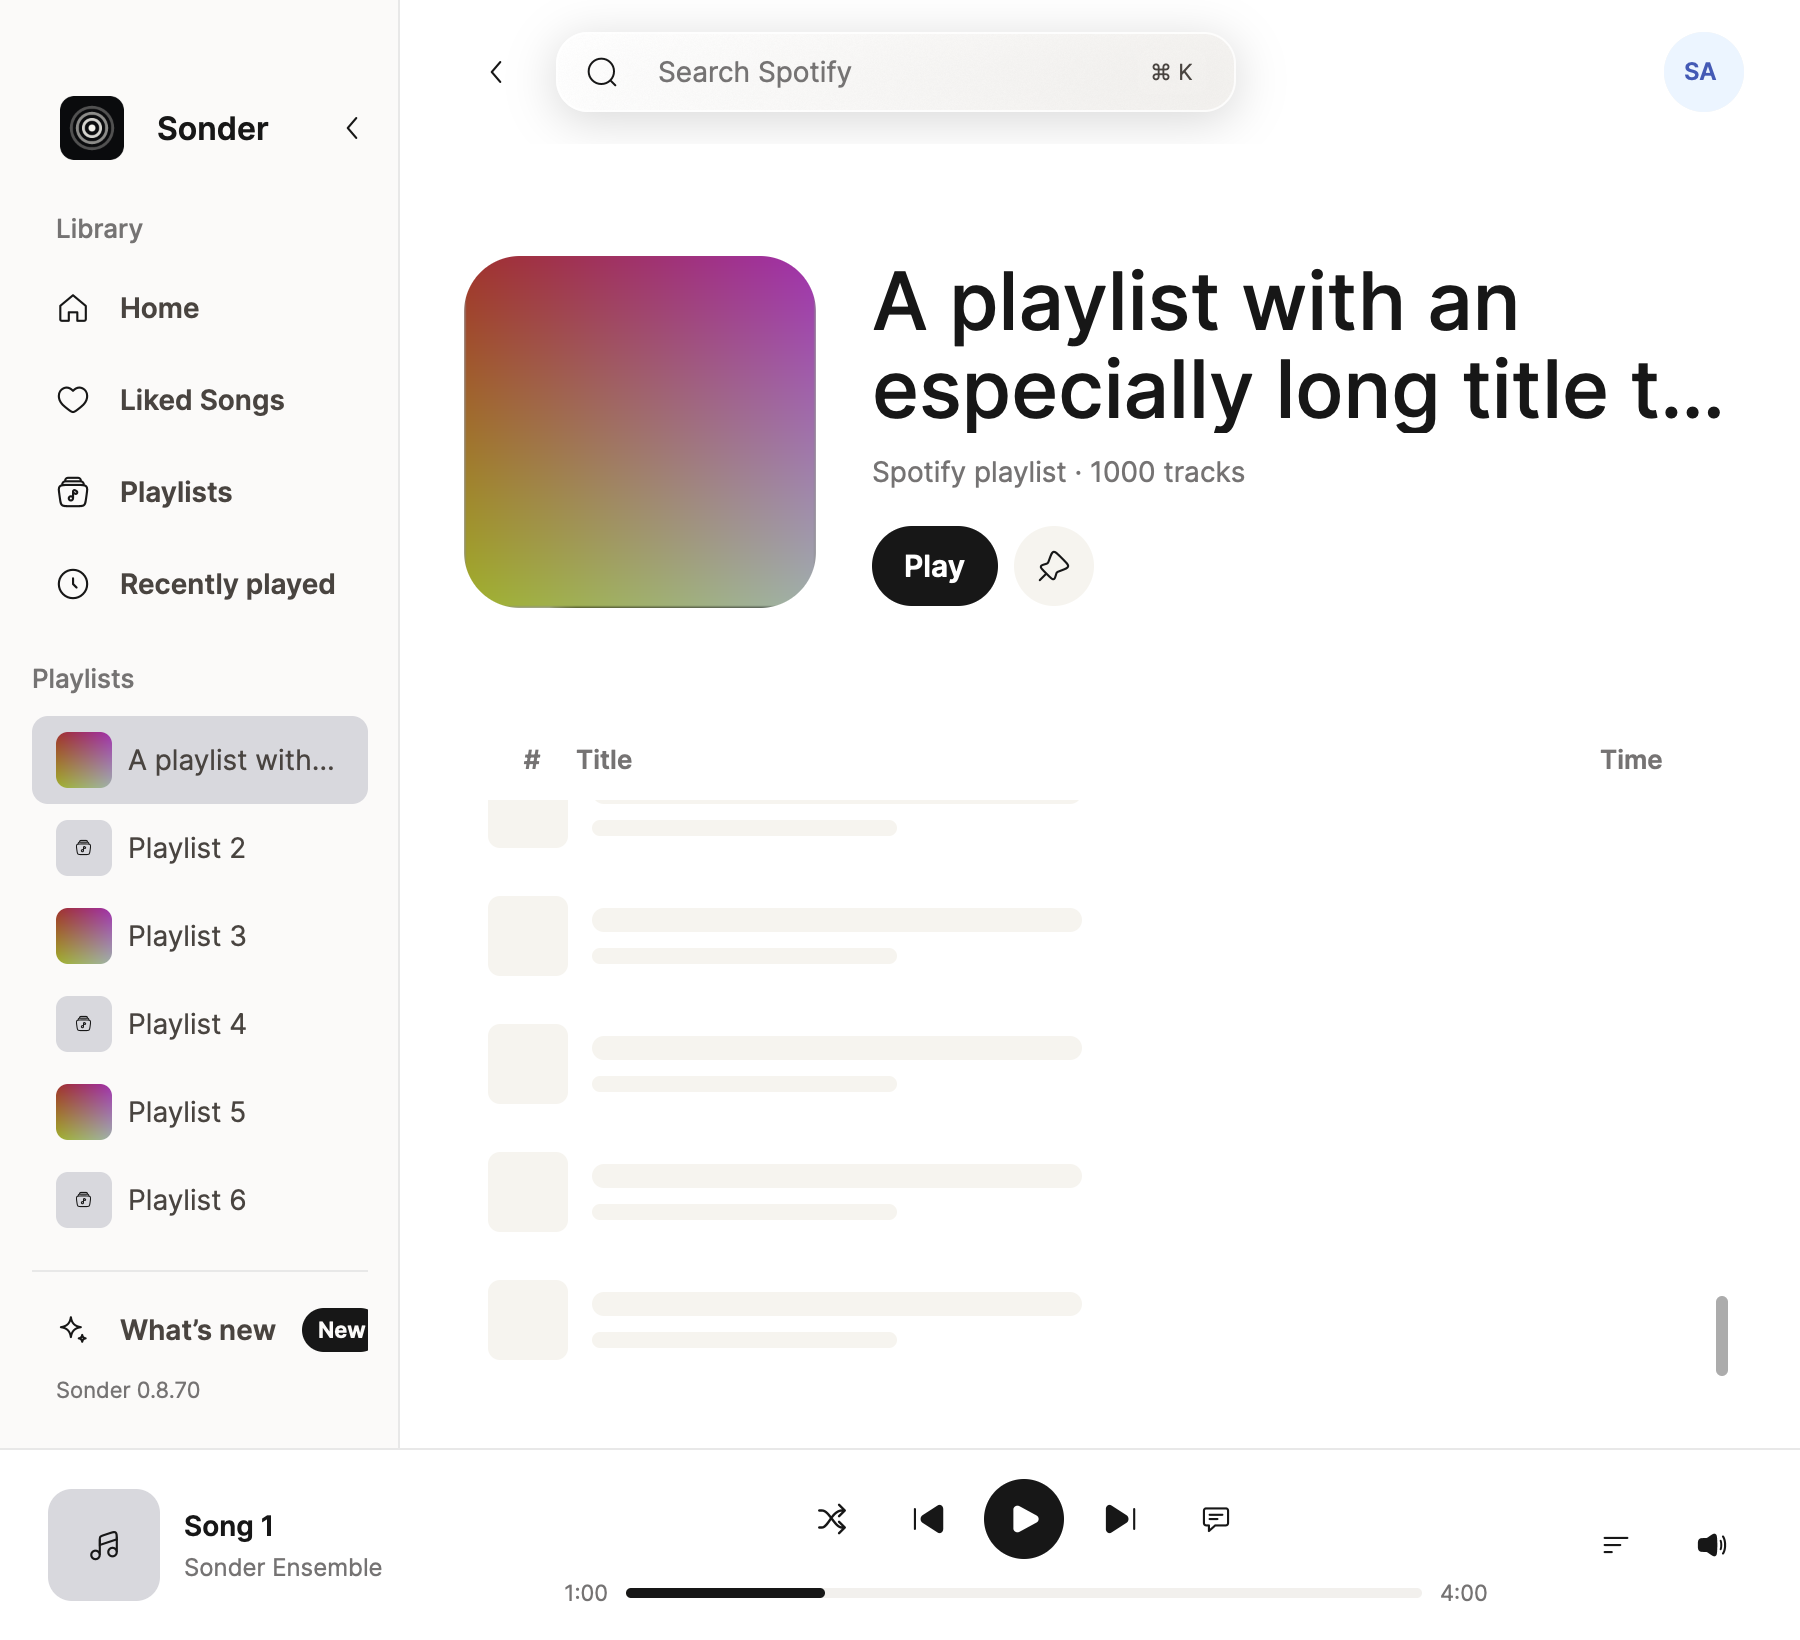 Search Spotify
⌘ K
SA
Sonder
Library
Home
Liked Songs
Playlists
Recently played
Playlists
A playlist with...
Playlist 2
Playlist 3
Playlist 4
Playlist 5
Playlist 6
What’s new
New
Sonder 0.8.70
A playlist with an
especially long title t...
Spotify playlist · 1000 tracks
Play
# Title Time
Song 1
Sonder Ensemble
1:00
4:00